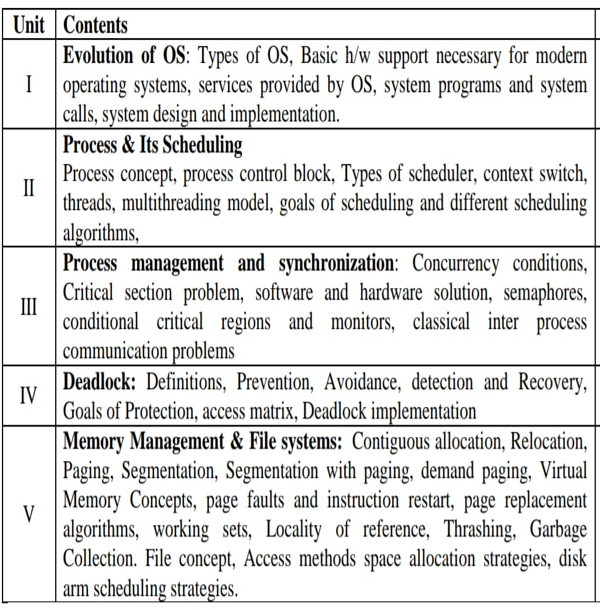 Unit Contents
Evolution of OS: Types of OS, Basic h/w support necessary for modern
I operating systems, services provided by OS, system programs and system
calls, system design and implementation.
Process & Its Scheduling
Process concept, process control block, Types of scheduler, context switch,
II threads, multithreading model, goals of scheduling and different scheduling
algorithms,
Process management and synchronization: Concurrency conditions,
Critical section problem, software and hardware solution, semaphores,
III conditional critical regions and monitors, classical inter process
communication problems
Deadlock: Definitions, Prevention, Avoidance, detection and Recovery,
IV Goals of Protection, access matrix, Deadlock implementation
Memory Management & File systems: Contiguous allocation, Relocation,
Paging, Segmentation, Segmentation with paging, demand paging, Virtual
Memory Concepts, page faults and instruction restart, page replacement
V algorithms, working sets, Locality of reference, Thrashing, Garbage
Collection. File concept, Access methods space allocation strategies, disk
arm scheduling strategies.